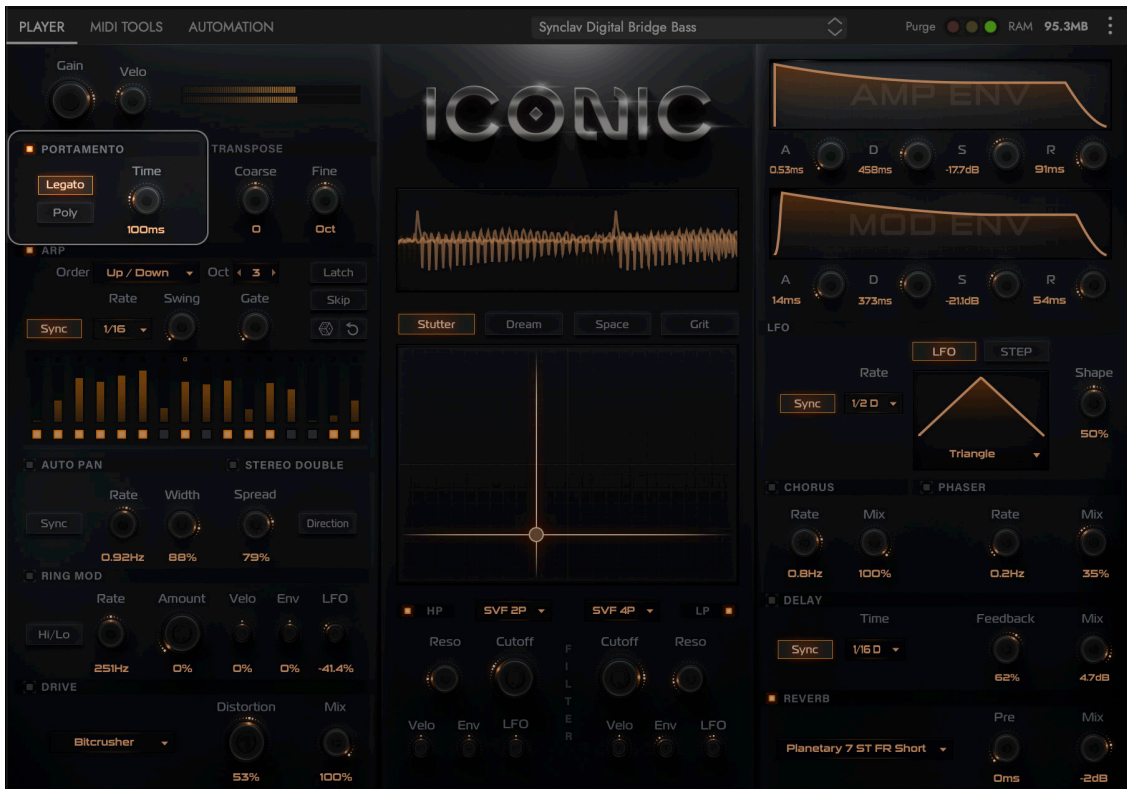 PLAYER MIDI TOOLS AUTOMATION Synclav Digital Bridge Bass Purge RAM 95.3MB
Gain Velo
ICONIC
PORTAMENTO TRANSPOSE
Time Coarse Fine
Legato
Poly
100ms 0 Oct
ARP
Order Up / Down Oct 3 Latch
Rate Swing Gate Skip
Sync 1/16
AUTO PAN STEREO DOUBLE
Rate Width Spread
Sync Direction
0.92Hz 88% 79%
RING MOD
Rate Amount Velo Env LFO
Hi/Lo
251Hz 0% 0% 0% -41.4%
DRIVE
Distortion Mix
Bitcrusher
53% 100%
Stutter Dream Space Grit
HP SVF 2P SVF 4P LP
Reso Cutoff Cutoff Reso
FILTER
Velo Env LFO Velo Env LFO
AMP ENV
A D S R
0.53ms 458ms -17.7dB 91ms
MOD ENV
A D S R
14ms 373ms -21.1dB 54ms
LFO
LFO STEP
Rate Shape
Sync 1/2 D
50%
Triangle
CHORUS PHASER
Rate Mix Rate Mix
0.8Hz 100% 0.2Hz 35%
DELAY
Time Feedback Mix
Sync 1/16 D
62% 4.7dB
REVERB
Pre Mix
Planetary 7 ST FR Short
0ms -2dB